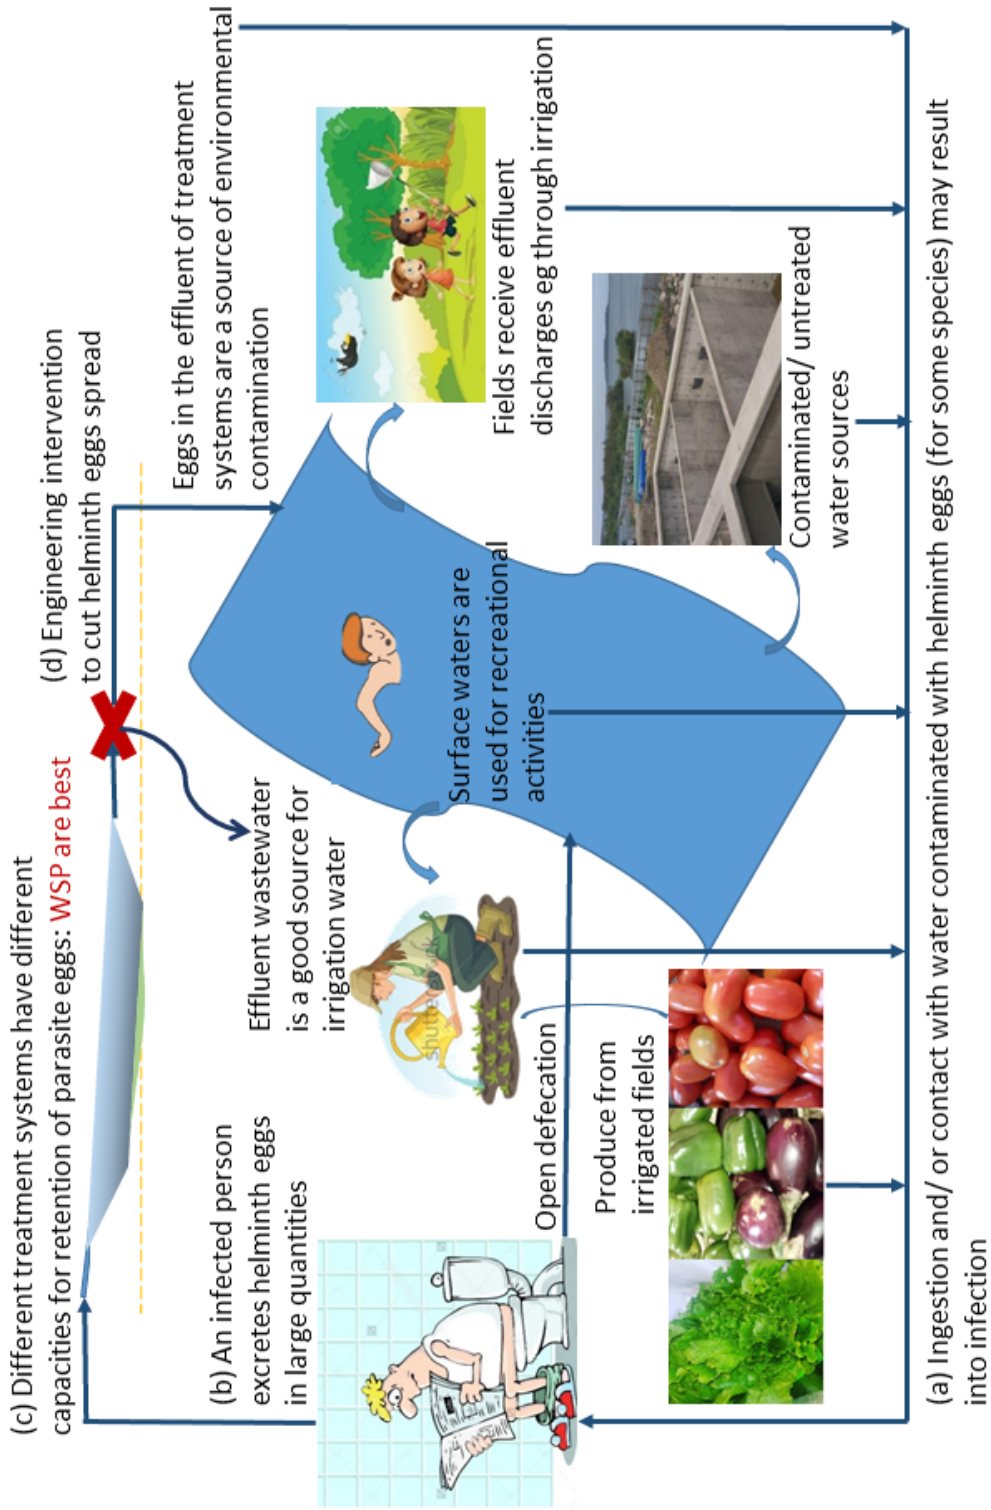 (c) Different treatment systems have different
capacities for retention of parasite eggs: WSP are best
(d) Engineering intervention
to cut helminth eggs spread
Eggs in the effluent of treatment
systems are a source of environmental
contamination
(b) An infected person
excretes helminth eggs
in large quantities
Effluent wastewater
is a good source for
irrigation water
shutterstock
Surface waters are
used for recreational
activities
Fields receive effluent
discharges eg through irrigation
Open defecation
Produce from
irrigated fields
Contaminated/ untreated
water sources
(a) Ingestion and/ or contact with water contaminated with helminth eggs (for some species) may result
into infection